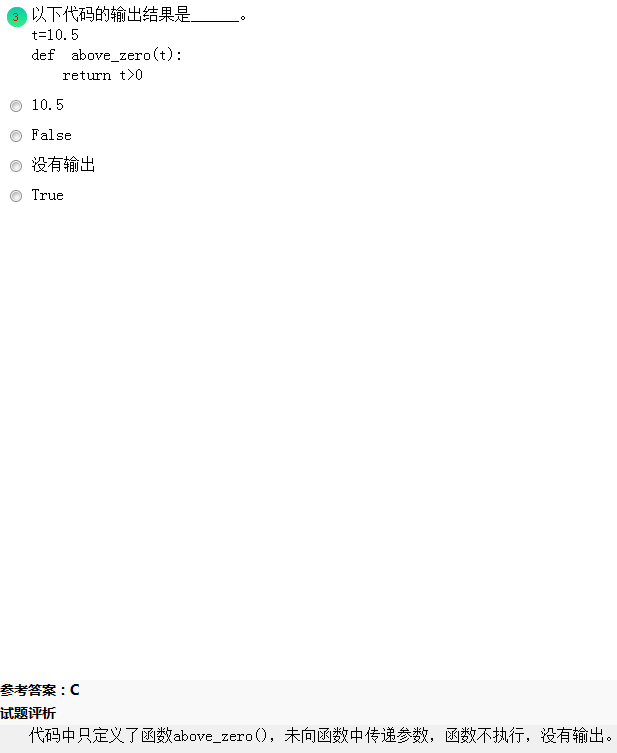 3 以下代码的输出结果是______。
t=10.5
def  above_zero(t):
    return t>0
10.5
False
没有输出
True
参考答案：C
试题评析
代码中只定义了函数above_zero()，未向函数中传递参数，函数不执行，没有输出。